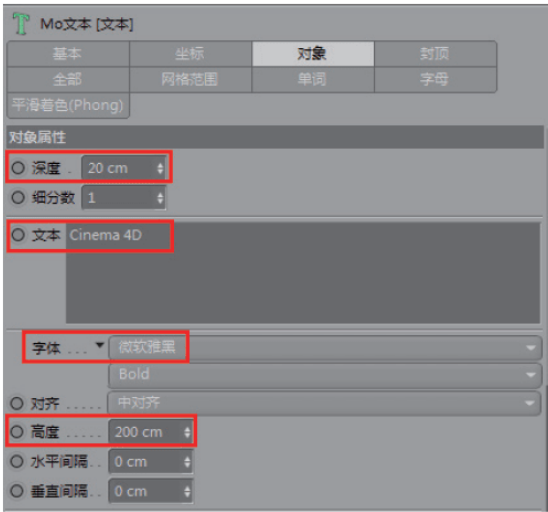 Mo文本 [文本]
基本 坐标 对象 封顶
全部 网格范围 单词 字母
平滑着色(Phong)
对象属性
深度 . 20 cm
细分数 1
文本 Cinema 4D
字体 . . . 微软雅黑
Bold
对齐 . . . . . 中对齐
高度 . . . . . 200 cm
水平间隔. . 0 cm
垂直间隔. . 0 cm